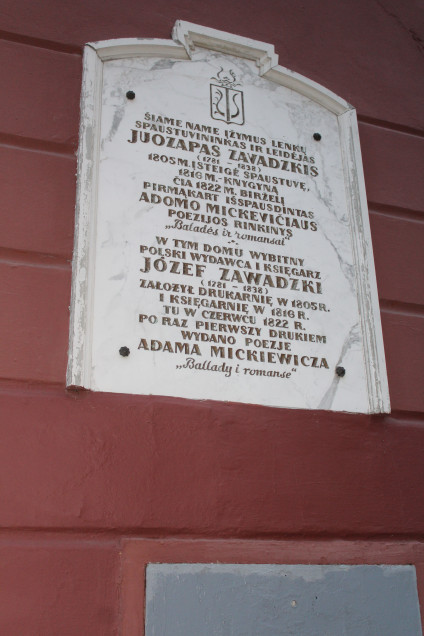 ŠIAME NAME ĮŽYMUS LENKŲ
SPAUSTUVININKAS IR LEIDĖJAS
JUOZAPAS ZAVADZKIS
(1781 - 1838)
1805 M. ĮSTEIGĖ SPAUSTUVĘ,
1816 M. - KNYGYNĄ
ČIA 1822 M. BIRŽELĮ
PIRMĄKART IŠSPAUSDINTAS
ADOMO MICKEVIČIAUS
POEZIJOS RINKINYS
„Baladės ir romansai"
W TYM DOMU WYBITNY
POLSKI WYDAWCA I KSIĘGARZ
JÓZEF ZAWADZKI
(1781 - 1838)
ZAŁOŻYŁ DRUKARNIĘ W 1805 R.
I KSIĘGARNIĘ W 1816 R.
TU W CZERWCU 1822 R.
PO RAZ PIERWSZY DRUKIEM
WYDANO POEZJE
ADAMA MICKIEWICZA
„Ballady i romanse"